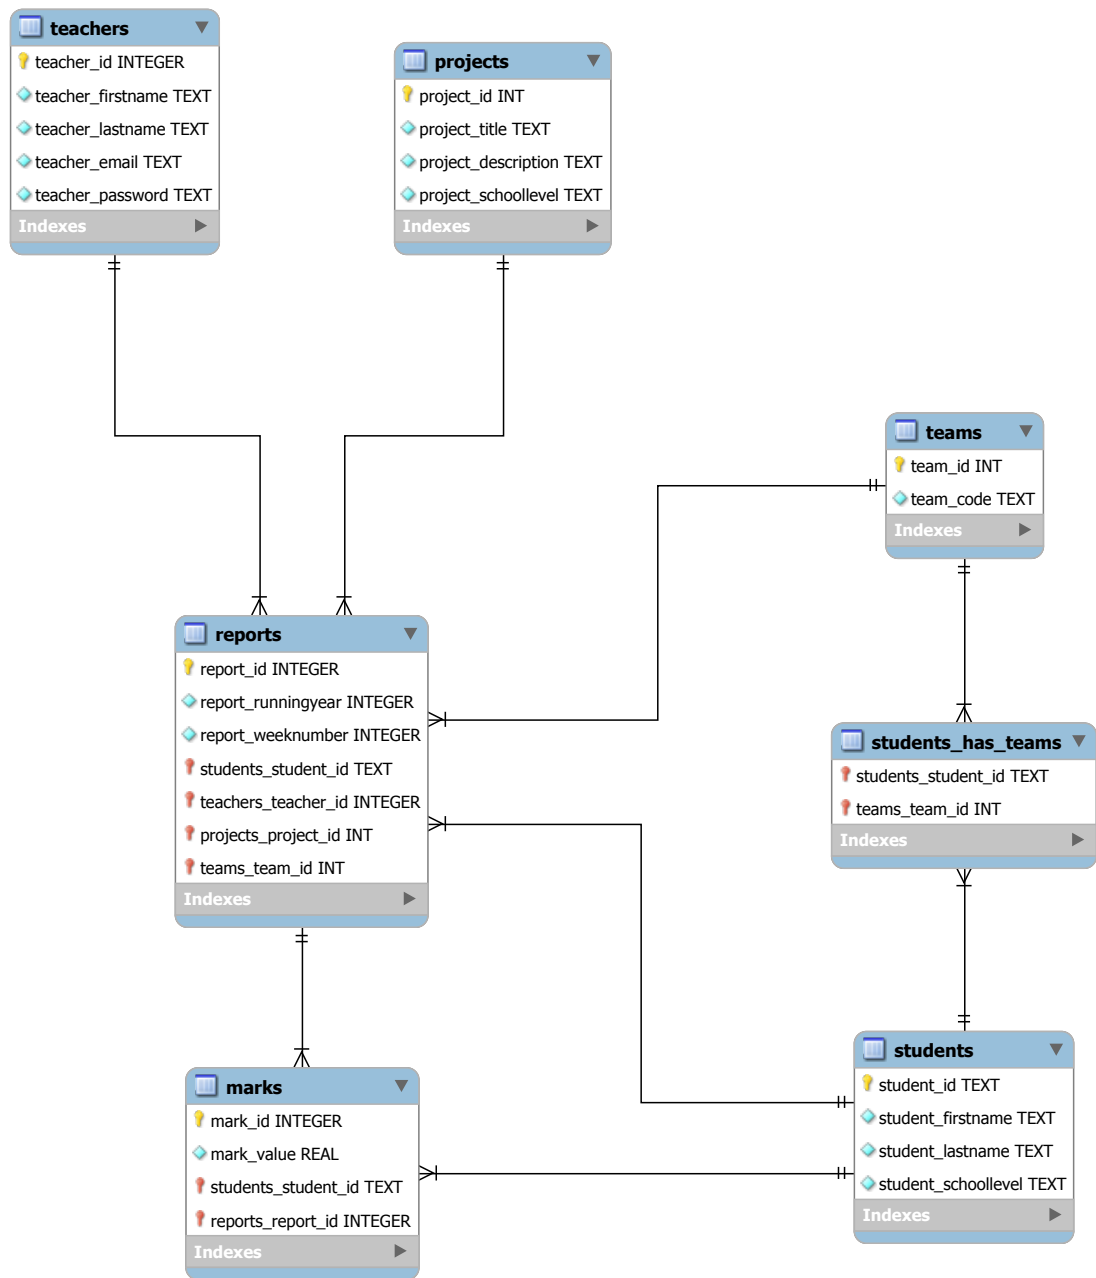 teachers
teacher_id INTEGER
teacher_firstname TEXT
teacher_lastname TEXT
teacher_email TEXT
teacher_password TEXT
Indexes
projects
project_id INT
project_title TEXT
project_description TEXT
project_schoollevel TEXT
Indexes
teams
team_id INT
team_code TEXT
Indexes
reports
report_id INTEGER
report_runningyear INTEGER
report_weeknumber INTEGER
students_student_id TEXT
teachers_teacher_id INTEGER
projects_project_id INT
teams_team_id INT
Indexes
students_has_teams
students_student_id TEXT
teams_team_id INT
Indexes
marks
mark_id INTEGER
mark_value REAL
students_student_id TEXT
reports_report_id INTEGER
Indexes
students
student_id TEXT
student_firstname TEXT
student_lastname TEXT
student_schoollevel TEXT
Indexes